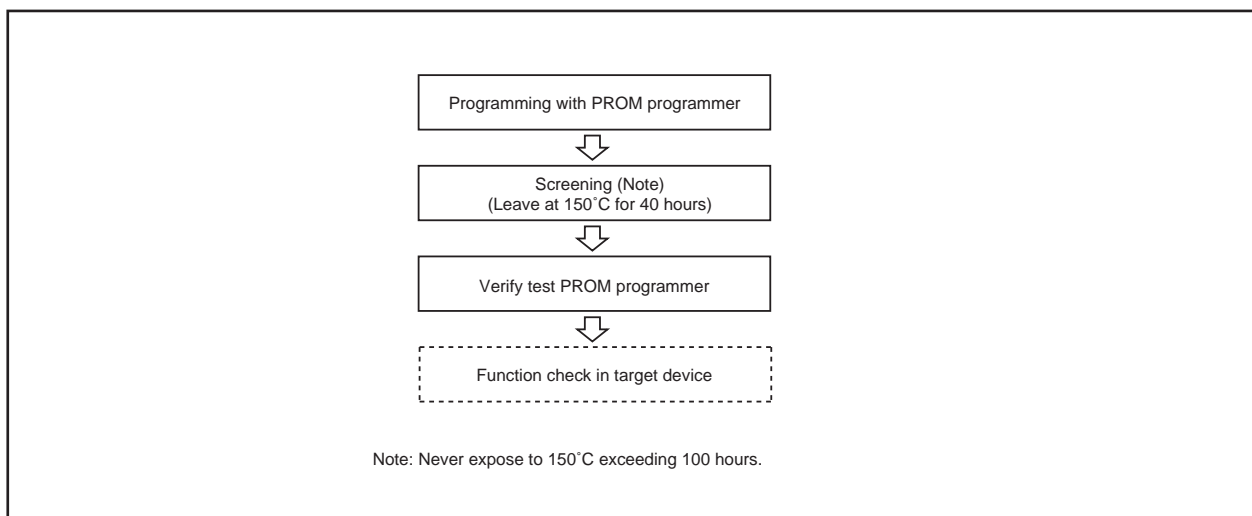 Programming with PROM programmer
Screening (Note)
(Leave at 150˚C for 40 hours)
Verify test PROM programmer
Function check in target device
Note: Never expose to 150˚C exceeding 100 hours.